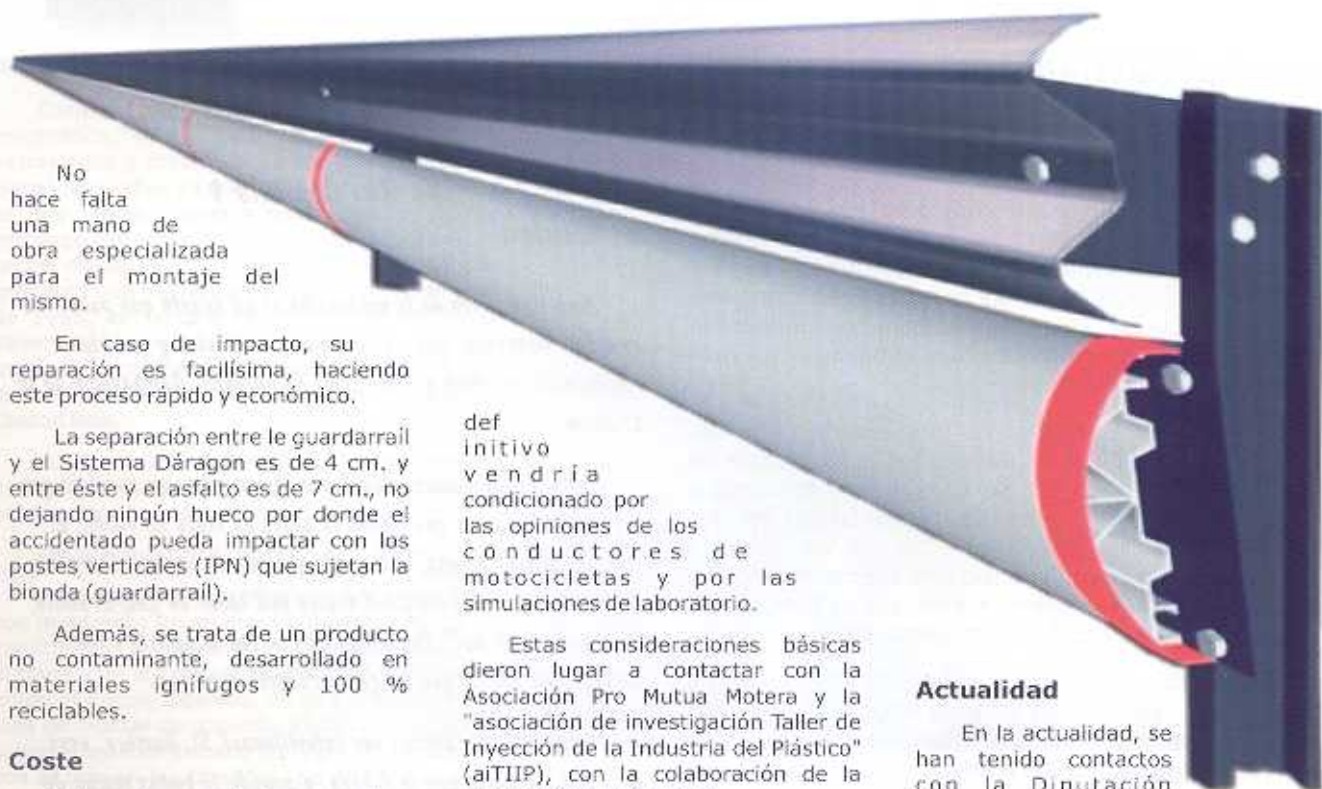 No
hace falta
una mano de
obra especializada
para el montaje del
mismo.
En caso de impacto, su
reparación es facilísima, haciendo
este proceso rápido y económico.
La separación entre le guardarrail
y el Sistema Dáragon es de 4 cm. y
entre éste y el asfalto es de 7 cm., no
dejando ningún hueco por donde el
accidentado pueda impactar con los
postes verticales (IPN) que sujetan la
bionda (guardarraíl).
Además, se trata de un producto
no contaminante, desarrollado en
materiales ignífugos y 100 %
reciclables.
Coste
def
initivo
vendría
condicionado por
las opiniones de los
conductores de
motocicletas y por las
simulaciones de laboratorio.
Estas consideraciones básicas
dieron lugar a contactar con la
Asociación Pro Mutua Motera y la
"asociación de investigación Taller de
Inyección de la Industria del Plástico"
(aiTIIP), con la colaboración de la
Actualidad
En la actualidad, se
han tenido contactos
con la Diputación